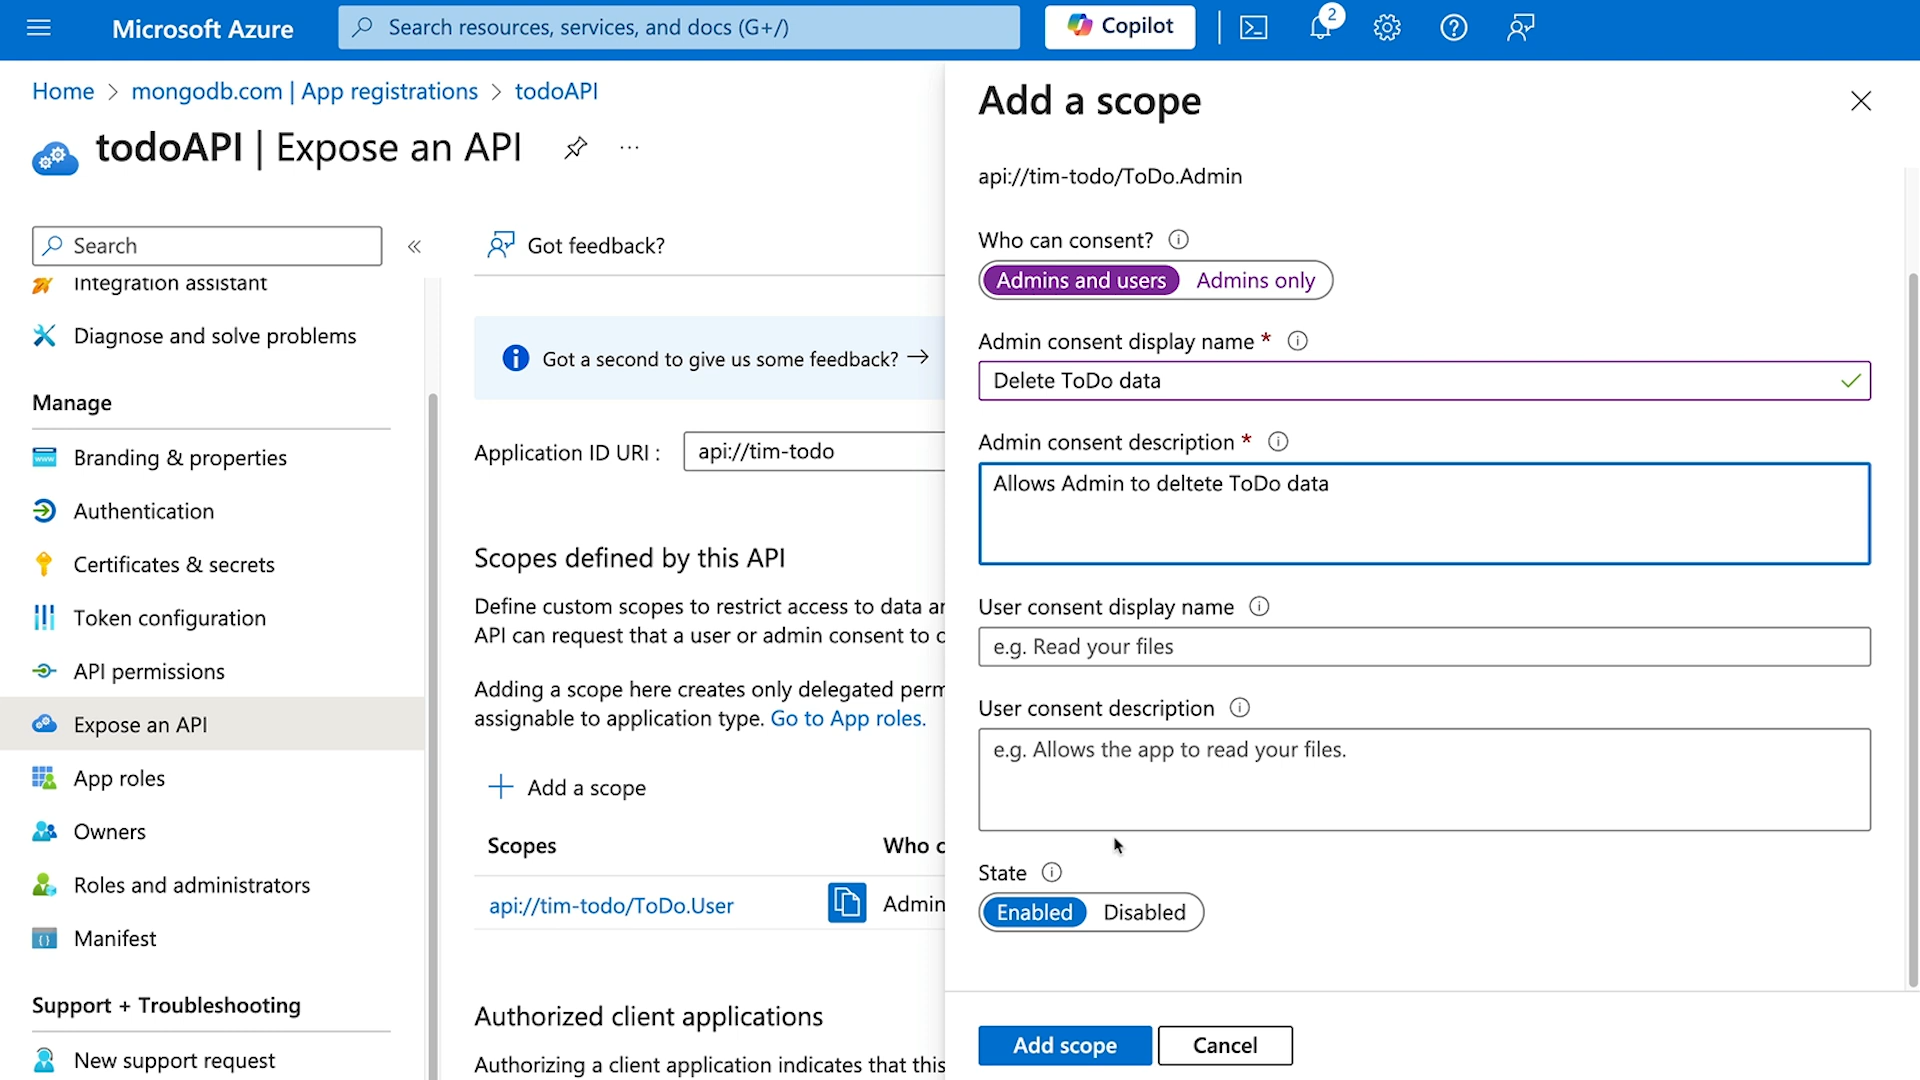 Microsoft Azure
Search resources, services, and docs (G+/)
Copilot
2
Home > mongodb.com | App registrations > todoAPI
todoAPI | Expose an API
...
Search
«
Integration assistant
Diagnose and solve problems
Manage
Branding & properties
Authentication
Certificates & secrets
Token configuration
API permissions
Expose an API
App roles
Owners
Roles and administrators
Manifest
Support + Troubleshooting
New support request
Got feedback?
Got a second to give us some feedback? →
Application ID URI :
api://tim-todo
Scopes defined by this API
Define custom scopes to restrict access to data ar
API can request that a user or admin consent to c
Adding a scope here creates only delegated perm
assignable to application type. Go to App roles.
+ Add a scope
Scopes
Who c
api://tim-todo/ToDo.User
Admin
Authorized client applications
Authorizing a client application indicates that this
Add a scope
api://tim-todo/ToDo.Admin
Who can consent?
Admins and users
Admins only
Admin consent display name *
Delete ToDo data
Admin consent description *
Allows Admin to deltete ToDo data
User consent display name
e.g. Read your files
User consent description
e.g. Allows the app to read your files.
State
Enabled
Disabled
Add scope
Cancel